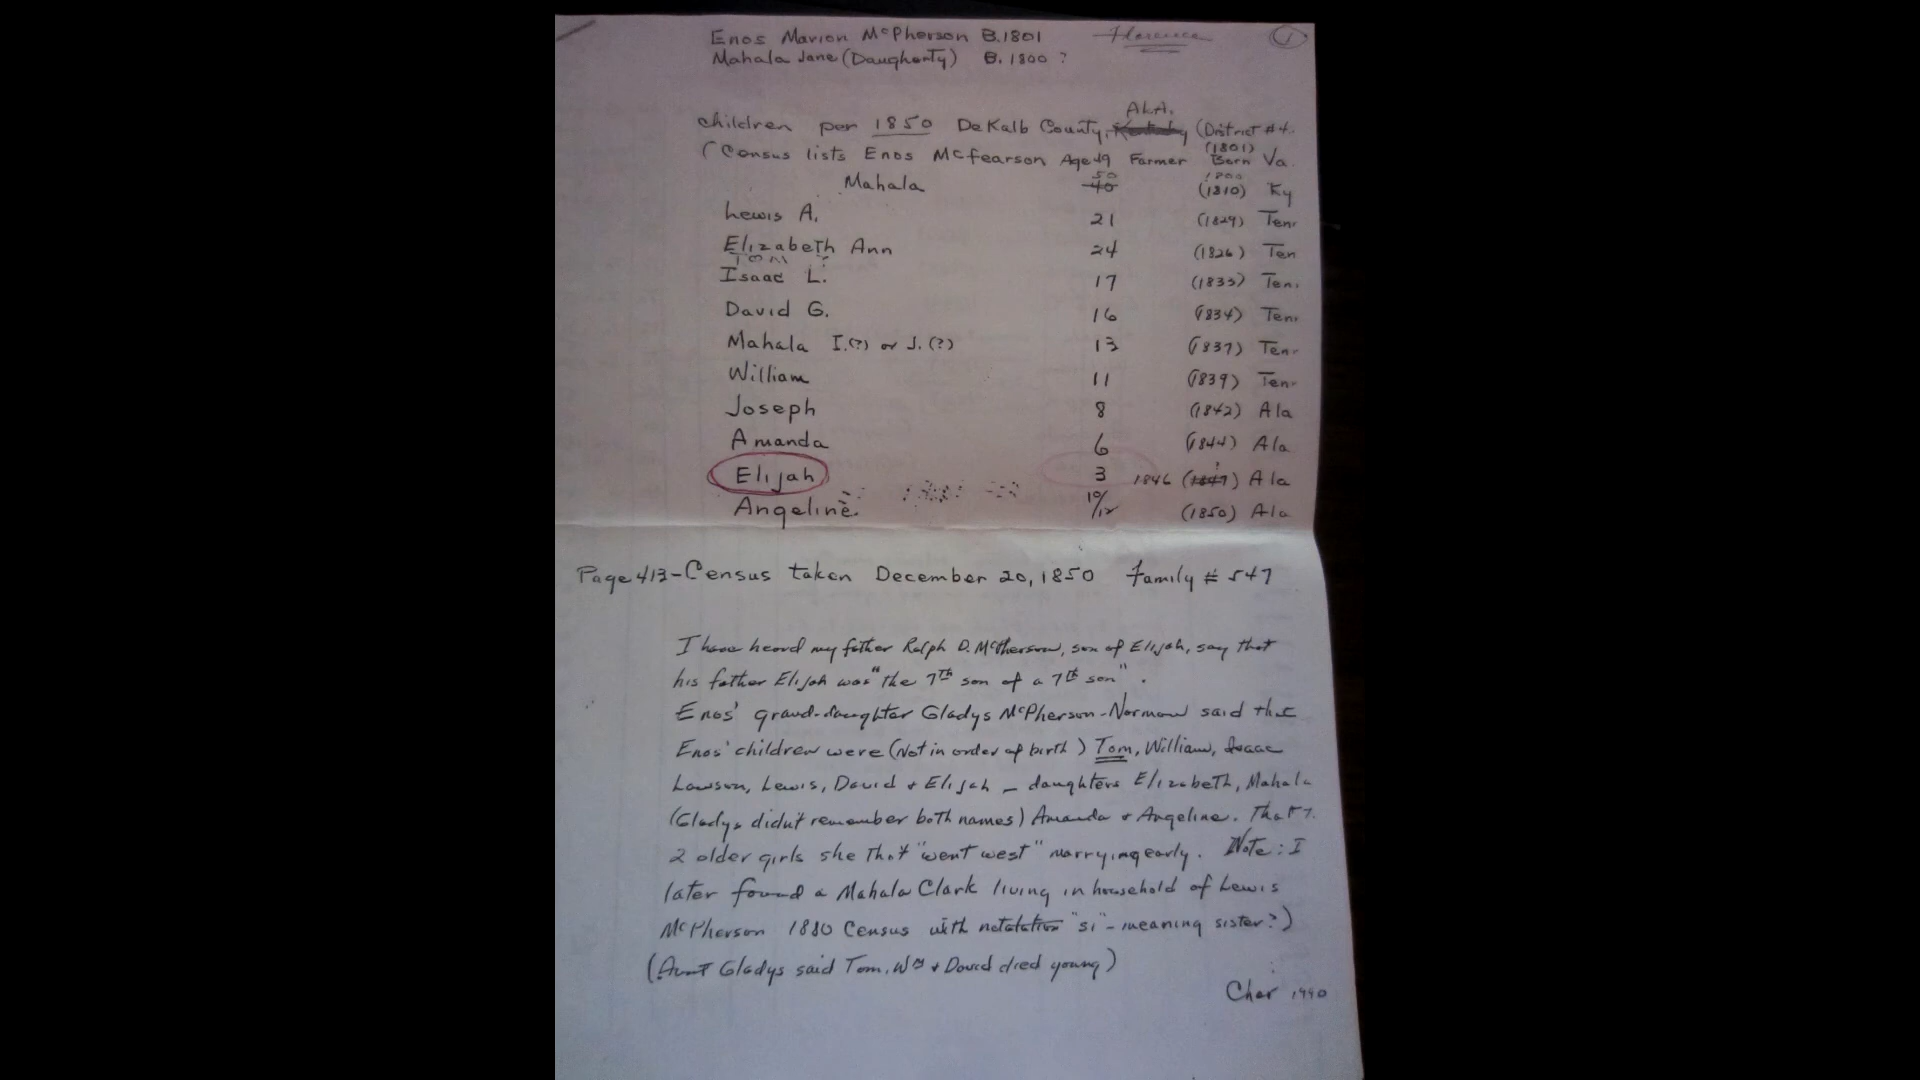 Enos Marion McPherson B.1801 Florence 1
Mahala Jane (Daugherty) B. 1800 ?
ALA.
children per 1850 DeKalb County, (District #4.
(1801)
(Census lists Enos McFearson Age 49 Farmer Born Va.
50 1800
Mahala 40 (1810) Ky
Lewis A. 21 (1829) Ten.
Elizabeth Ann 24 (1826) Ten
Tom ?
Isaac L. 17 (1833) Ten.
David G. 16 (1834) Ten.
Mahala I.(?) or J.(?) 13 (1837) Ten.
William 11 (1839) Ten.
Joseph 8 (1842) Ala
Amanda 6 (1844) Ala
Elijah 3 1846 (1847) Ala
Angeline 10/12 (1850) Ala
Page 413-Census taken December 20, 1850 Family # 547
I have heard my father Ralph D. McPherson, son of Elijah, say that
his father Elijah was "the 7th son of a 7th son".
Enos' grand-daughter Gladys McPherson-Norman said that
Enos' children were (Not in order of birth) Tom, William, Isaac
Lawson, Lewis, David & Elijah - daughters Elizabeth, Mahala
(Gladys didn't remember both names) Amanda & Angeline.
2 older girls she tho't "went west" marrying early. Note: I
later found a Mahala Clark living in household of Lewis
McPherson 1880 Census with notation "si" - meaning sister?)
(Aunt Gladys said Tom, Wm & David died young)
Cher 1990